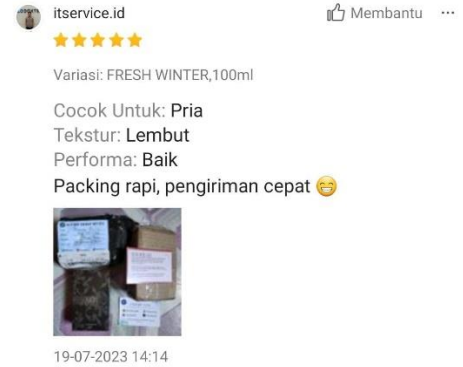 itservice.id
Membantu
Variasi: FRESH WINTER,100ml
Cocok Untuk: Pria
Tekstur: Lembut
Performa: Baik
Packing rapi, pengiriman cepat 😁
19-07-2023 14:14